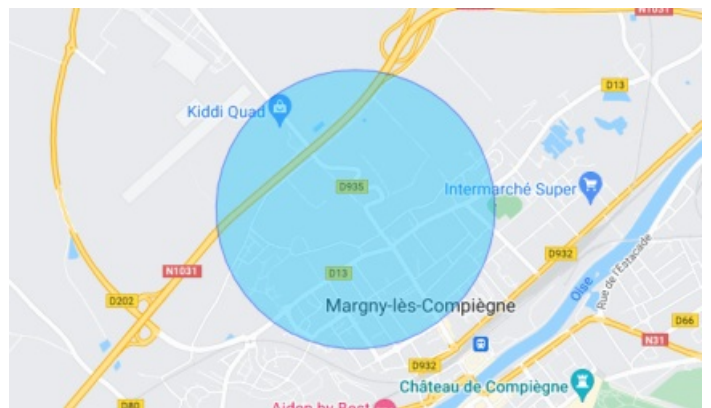 N1031
D13
Kiddi Quad
D935
Intermarché Super
D932
Oise
Rue de l'Estacade
N1031
D13
D202
Margny-lès-Compiègne
D66
N31
D932
Château de Compiègne
D80
Aidon by Best